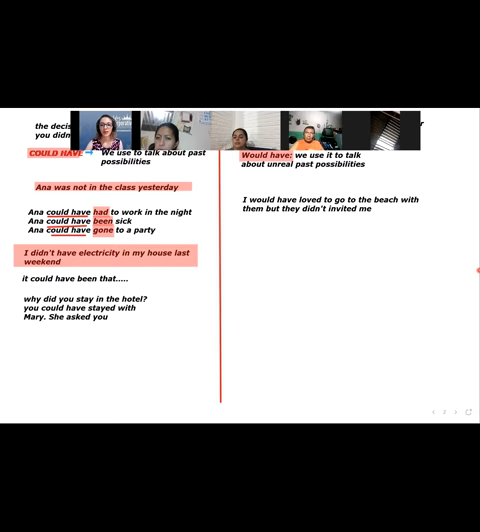 the decis
you didn
COULD HAVE → We use to talk about past
possibilities
Ana was not in the class yesterday
Ana could have had to work in the night
Ana could have been sick
Ana could have gone to a party
I didn't have electricity in my house last
weekend
it could have been that.....
why did you stay in the hotel?
you could have stayed with
Mary. She asked you
Would have: we use it to talk
about unreal past possibilities
I would have loved to go to the beach with
them but they didn't invited me